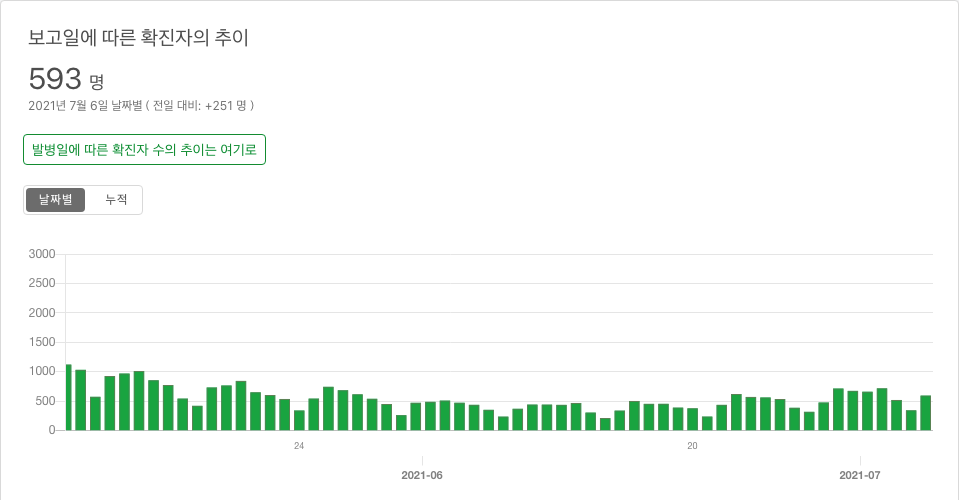 보고일에 따른 확진자의 추이
593 명
2021년 7월 6일 날짜별 ( 전일 대비: +251 명 )
발병일에 따른 확진자 수의 추이는 여기로
날짜별 누적
3000
2500
2000
1500
1000
500
0
24 20
2021-06 2021-07